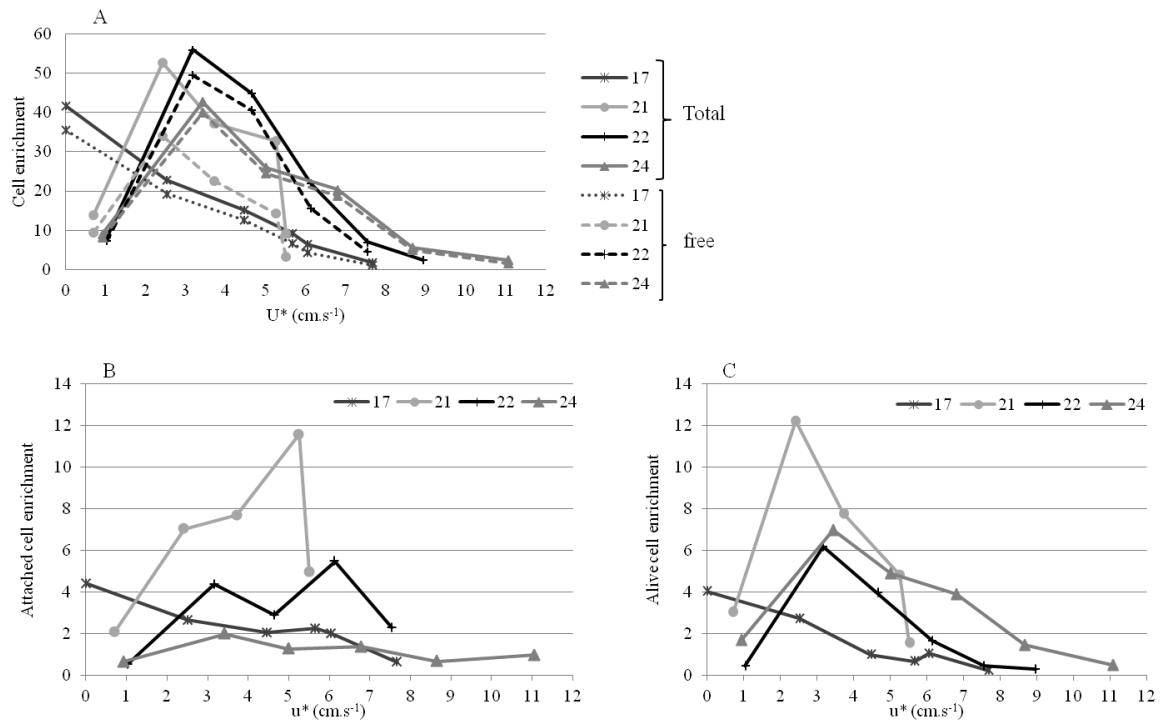 A
Cell enrichment
60
50
40
30
20
10
0
0 1 2 3 4 5 6 7 8 9 10 11 12
U* (cm.s⁻¹)
17
21
22
24
Total
17
21
22
24
free
B
Attached cell enrichment
14
12
10
8
6
4
2
0
0 1 2 3 4 5 6 7 8 9 10 11 12
u* (cm.s⁻¹)
17 21 22 24
C
Alive cell enrichment
14
12
10
8
6
4
2
0
0 1 2 3 4 5 6 7 8 9 10 11 12
u* (cm.s⁻¹)
17 21 22 24